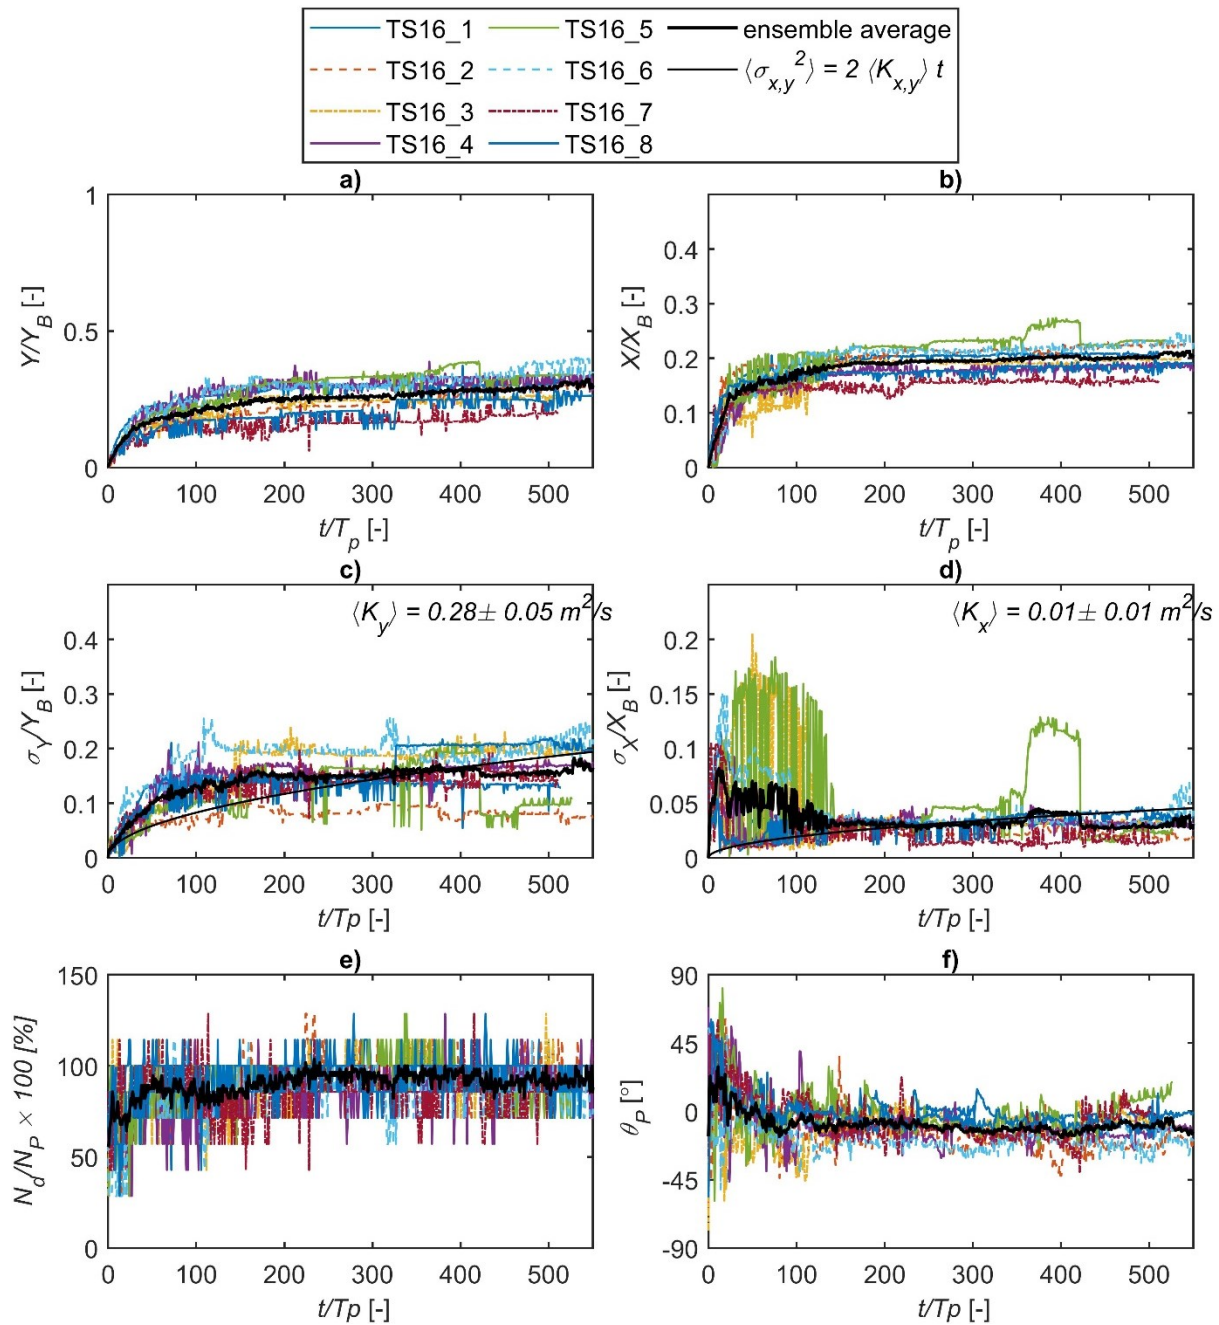 TS16_1 TS16_5 ensemble average
TS16_2 TS16_6 ⟨σx,y²⟩ = 2 ⟨Kx,y⟩ t
TS16_3 TS16_7
TS16_4 TS16_8
a)
1
0.5
0
Y/YB [-]
0 100 200 300 400 500
t/Tp [-]
b)
0.4
0.3
0.2
0.1
0
X/XB [-]
0 100 200 300 400 500
t/Tp [-]
c)
⟨Ky⟩ = 0.28± 0.05 m²/s
0.4
0.3
0.2
0.1
0
σY/YB [-]
0 100 200 300 400 500
t/Tp [-]
d)
⟨Kx⟩ = 0.01± 0.01 m²/s
0.2
0.15
0.1
0.05
0
σX/XB [-]
0 100 200 300 400 500
t/Tp [-]
e)
150
100
50
0
Nd/NP × 100 [%]
0 100 200 300 400 500
t/Tp [-]
f)
90
45
0
-45
-90
θP [°]
0 100 200 300 400 500
t/Tp [-]